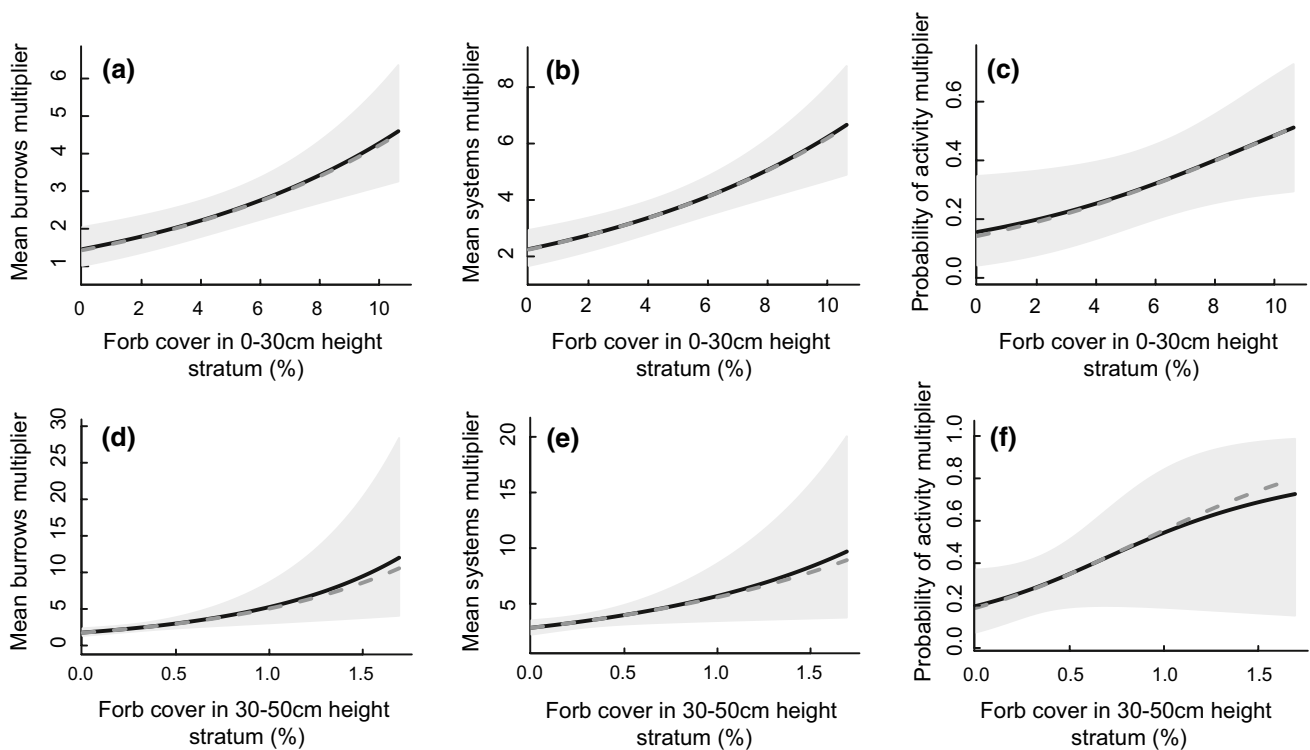 (a)
Mean burrows multiplier
6
5
4
3
2
1
0 2 4 6 8 10
Forb cover in 0-30cm height
stratum (%)
(b)
Mean systems multiplier
8
6
4
2
0 2 4 6 8 10
Forb cover in 0-30cm height
stratum (%)
(c)
Probability of activity multiplier
0.6
0.4
0.2
0.0
0 2 4 6 8 10
Forb cover in 0-30cm height
stratum (%)
(d)
Mean burrows multiplier
30
25
20
15
10
5
0
0.0 0.5 1.0 1.5
Forb cover in 30-50cm height
stratum (%)
(e)
Mean systems multiplier
20
15
10
5
0.0 0.5 1.0 1.5
Forb cover in 30-50cm height
stratum (%)
(f)
Probability of activity multiplier
1.0
0.8
0.6
0.4
0.2
0.0
0.0 0.5 1.0 1.5
Forb cover in 30-50cm height
stratum (%)